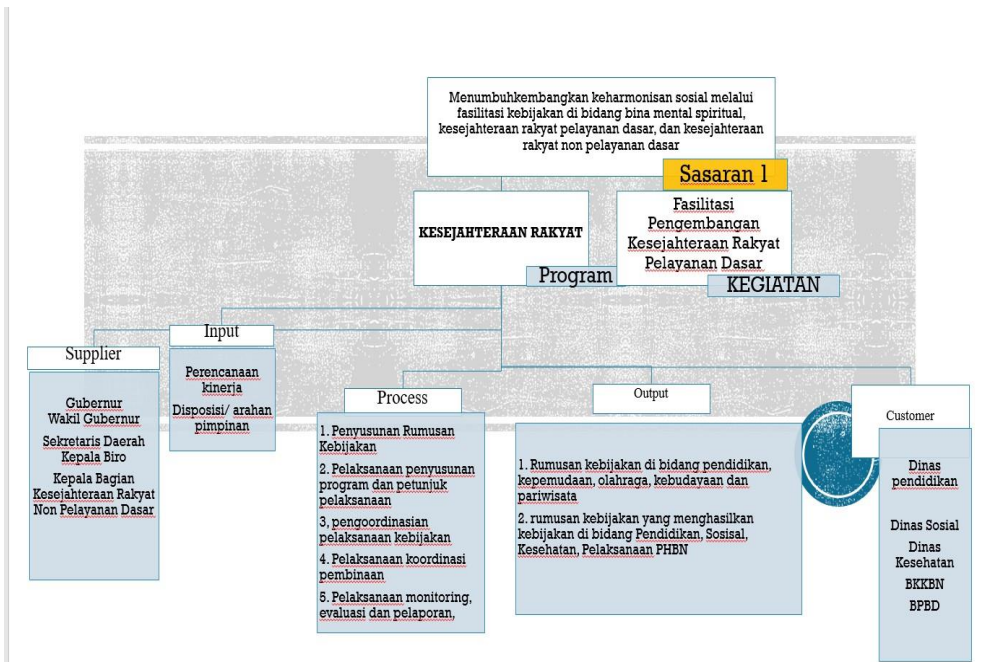 Menumbuhkembangkan keharmonisan sosial melalui
fasilitasi kebijakan di bidang bina mental spiritual,
kesejahteraan rakyat pelayanan dasar, dan kesejahteraan
rakyat non pelayanan dasar
Sasaran 1
KESEJAHTERAAN RAKYAT
Program
Fasilitasi
Pengembangan
Kesejahteraan Rakyat
Pelayanan Dasar
KEGIATAN
Supplier
Gubernur
Wakil Gubernur
Sekretaris Daerah
Kepala Biro
Kepala Bagian
Kesejahteraan Rakyat
Non Pelayanan Dasar
Input
Perencanaan
kinerja
Disposisi/ arahan
pimpinan
Process
1. Penyusunan Rumusan
Kebijakan
2. Pelaksanaan penyusunan
program dan petunjuk
pelaksanaan
3, pengoordinasian
pelaksanaan kebijakan
4. Pelaksanaan koordinasi
pembinaan
5. Pelaksanaan monitoring,
evaluasi dan pelaporan,
Output
1. Rumusan kebijakan di bidang pendidikan,
kepemudaan, olahraga, kebudayaan dan
pariwisata
2. rumusan kebijakan yang menghasilkan
kebijakan di bidang Pendidikan, Sosisal,
Kesehatan, Pelaksanaan PHBN
Customer
Dinas
pendidikan
Dinas Sosial
Dinas
Kesehatan
BKKBN
BPBD